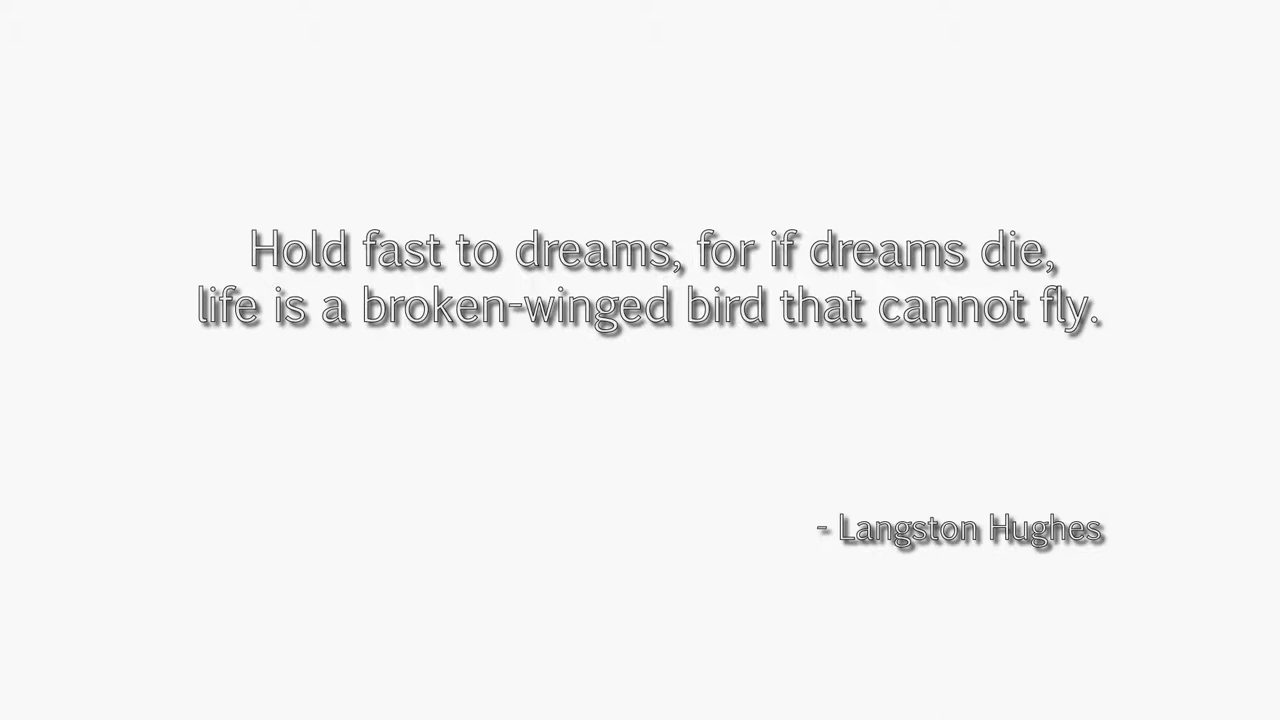 Hold fast to dreams, for if dreams die,
life is a broken-winged bird that cannot fly.
- Langston Hughes